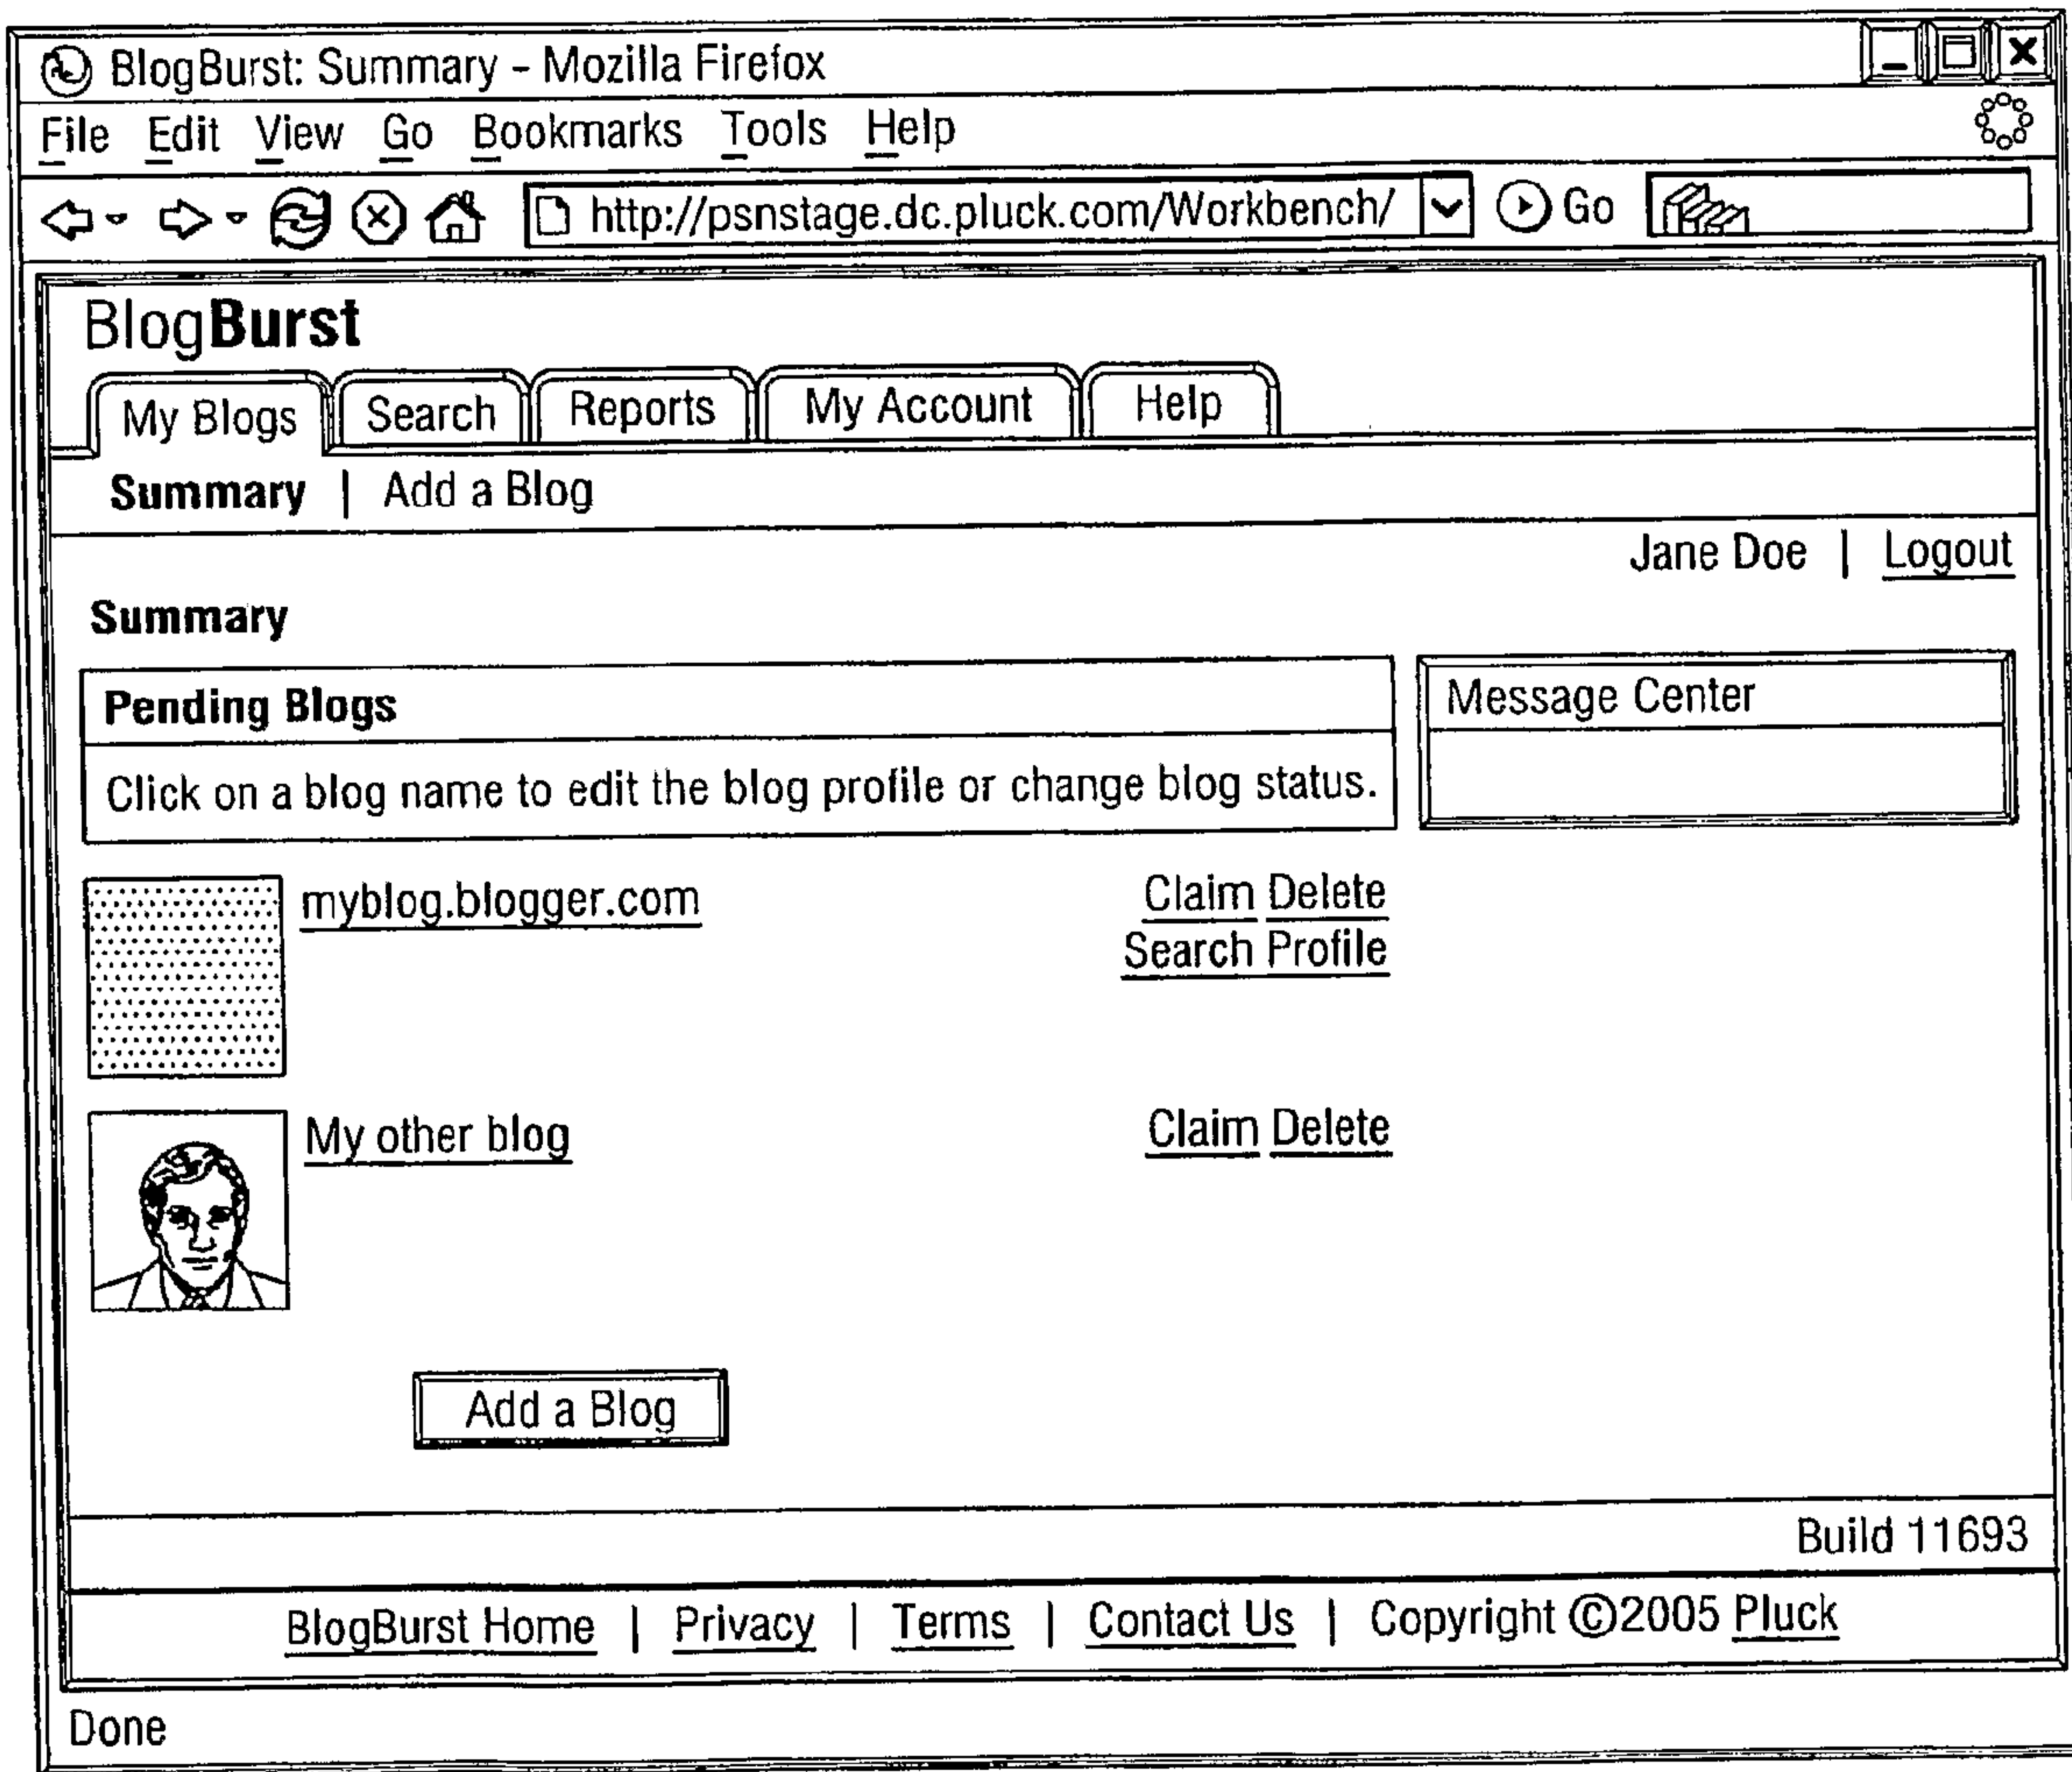 BlogBurst: Summary - Mozilla Firefox
File Edit View Go Bookmarks Tools Help
http://psnstage.dc.pluck.com/Workbench/ Go
BlogBurst
My Blogs Search Reports My Account Help
Summary | Add a Blog
Jane Doe | Logout
Summary
Pending Blogs
Click on a blog name to edit the blog profile or change blog status.
Message Center
myblog.blogger.com Claim Delete
Search Profile
My other blog Claim Delete
Add a Blog
Build 11693
BlogBurst Home | Privacy | Terms | Contact Us | Copyright ©2005 Pluck
Done